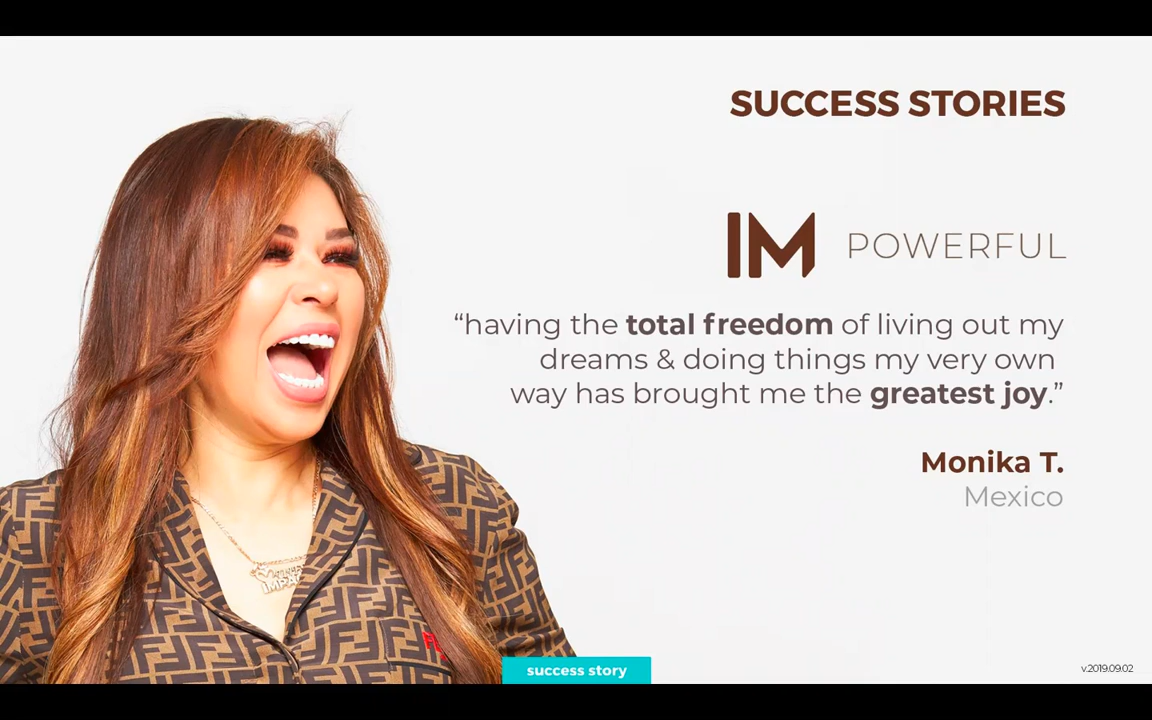 SUCCESS STORIES
IM POWERFUL
“having the total freedom of living out my
dreams & doing things my very own
way has brought me the greatest joy.”
Monika T.
Mexico
IMPAC
success story
v.2019.09.02